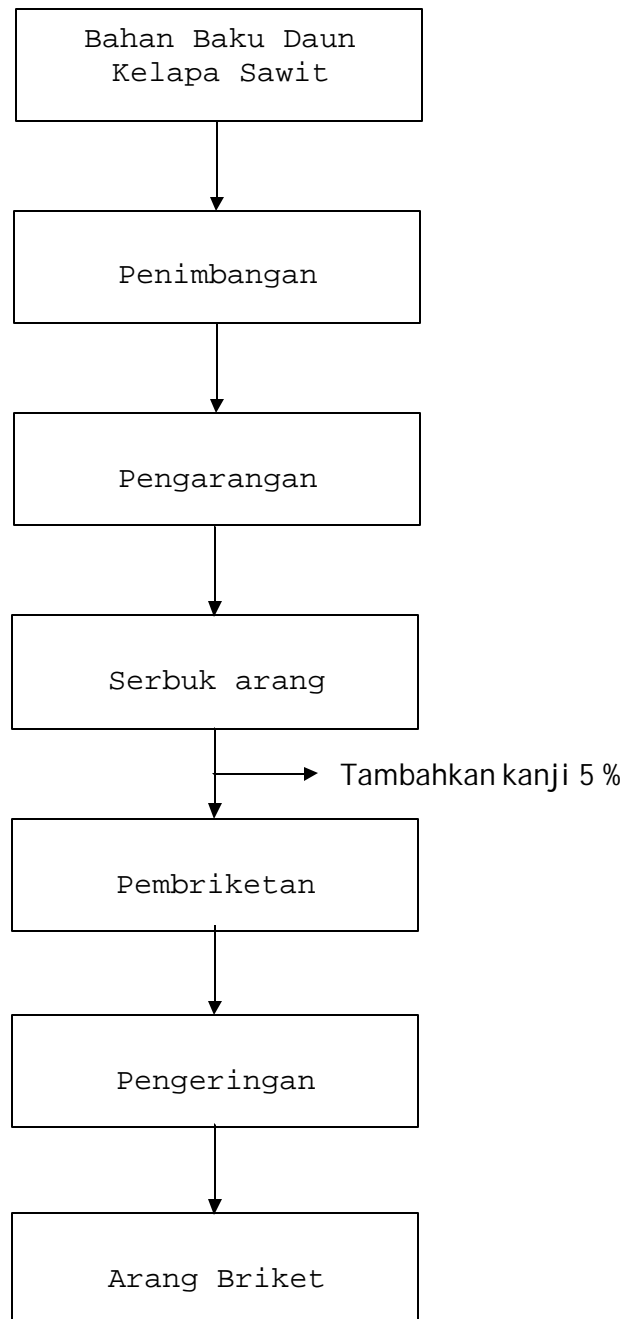 Bahan Baku Daun
Kelapa Sawit
Penimbangan
Pengarangan
Serbuk arang
Tambahkan kanji 5 %
Pembriketan
Pengeringan
Arang Briket